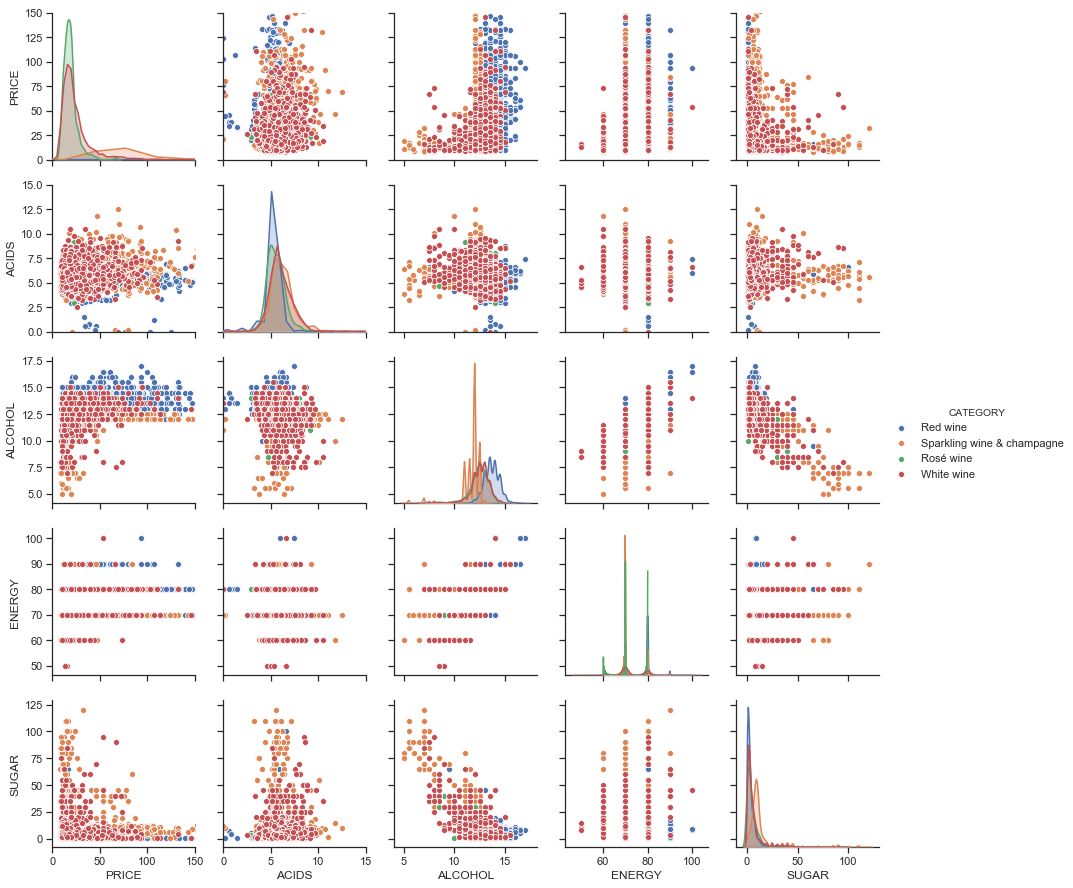 150
125
100
75
50
25
0
PRICE
15.0
12.5
10.0
7.5
5.0
2.5
0.0
ACIDS
17.5
15.0
12.5
10.0
7.5
5.0
ALCOHOL
CATEGORY
Red wine
Sparkling wine & champagne
Rosé wine
White wine
100
90
80
70
60
50
ENERGY
125
100
75
50
25
0
SUGAR
0 50 100 150
PRICE
0 5 10 15
ACIDS
5 10 15
ALCOHOL
60 80 100
ENERGY
0 50 100
SUGAR